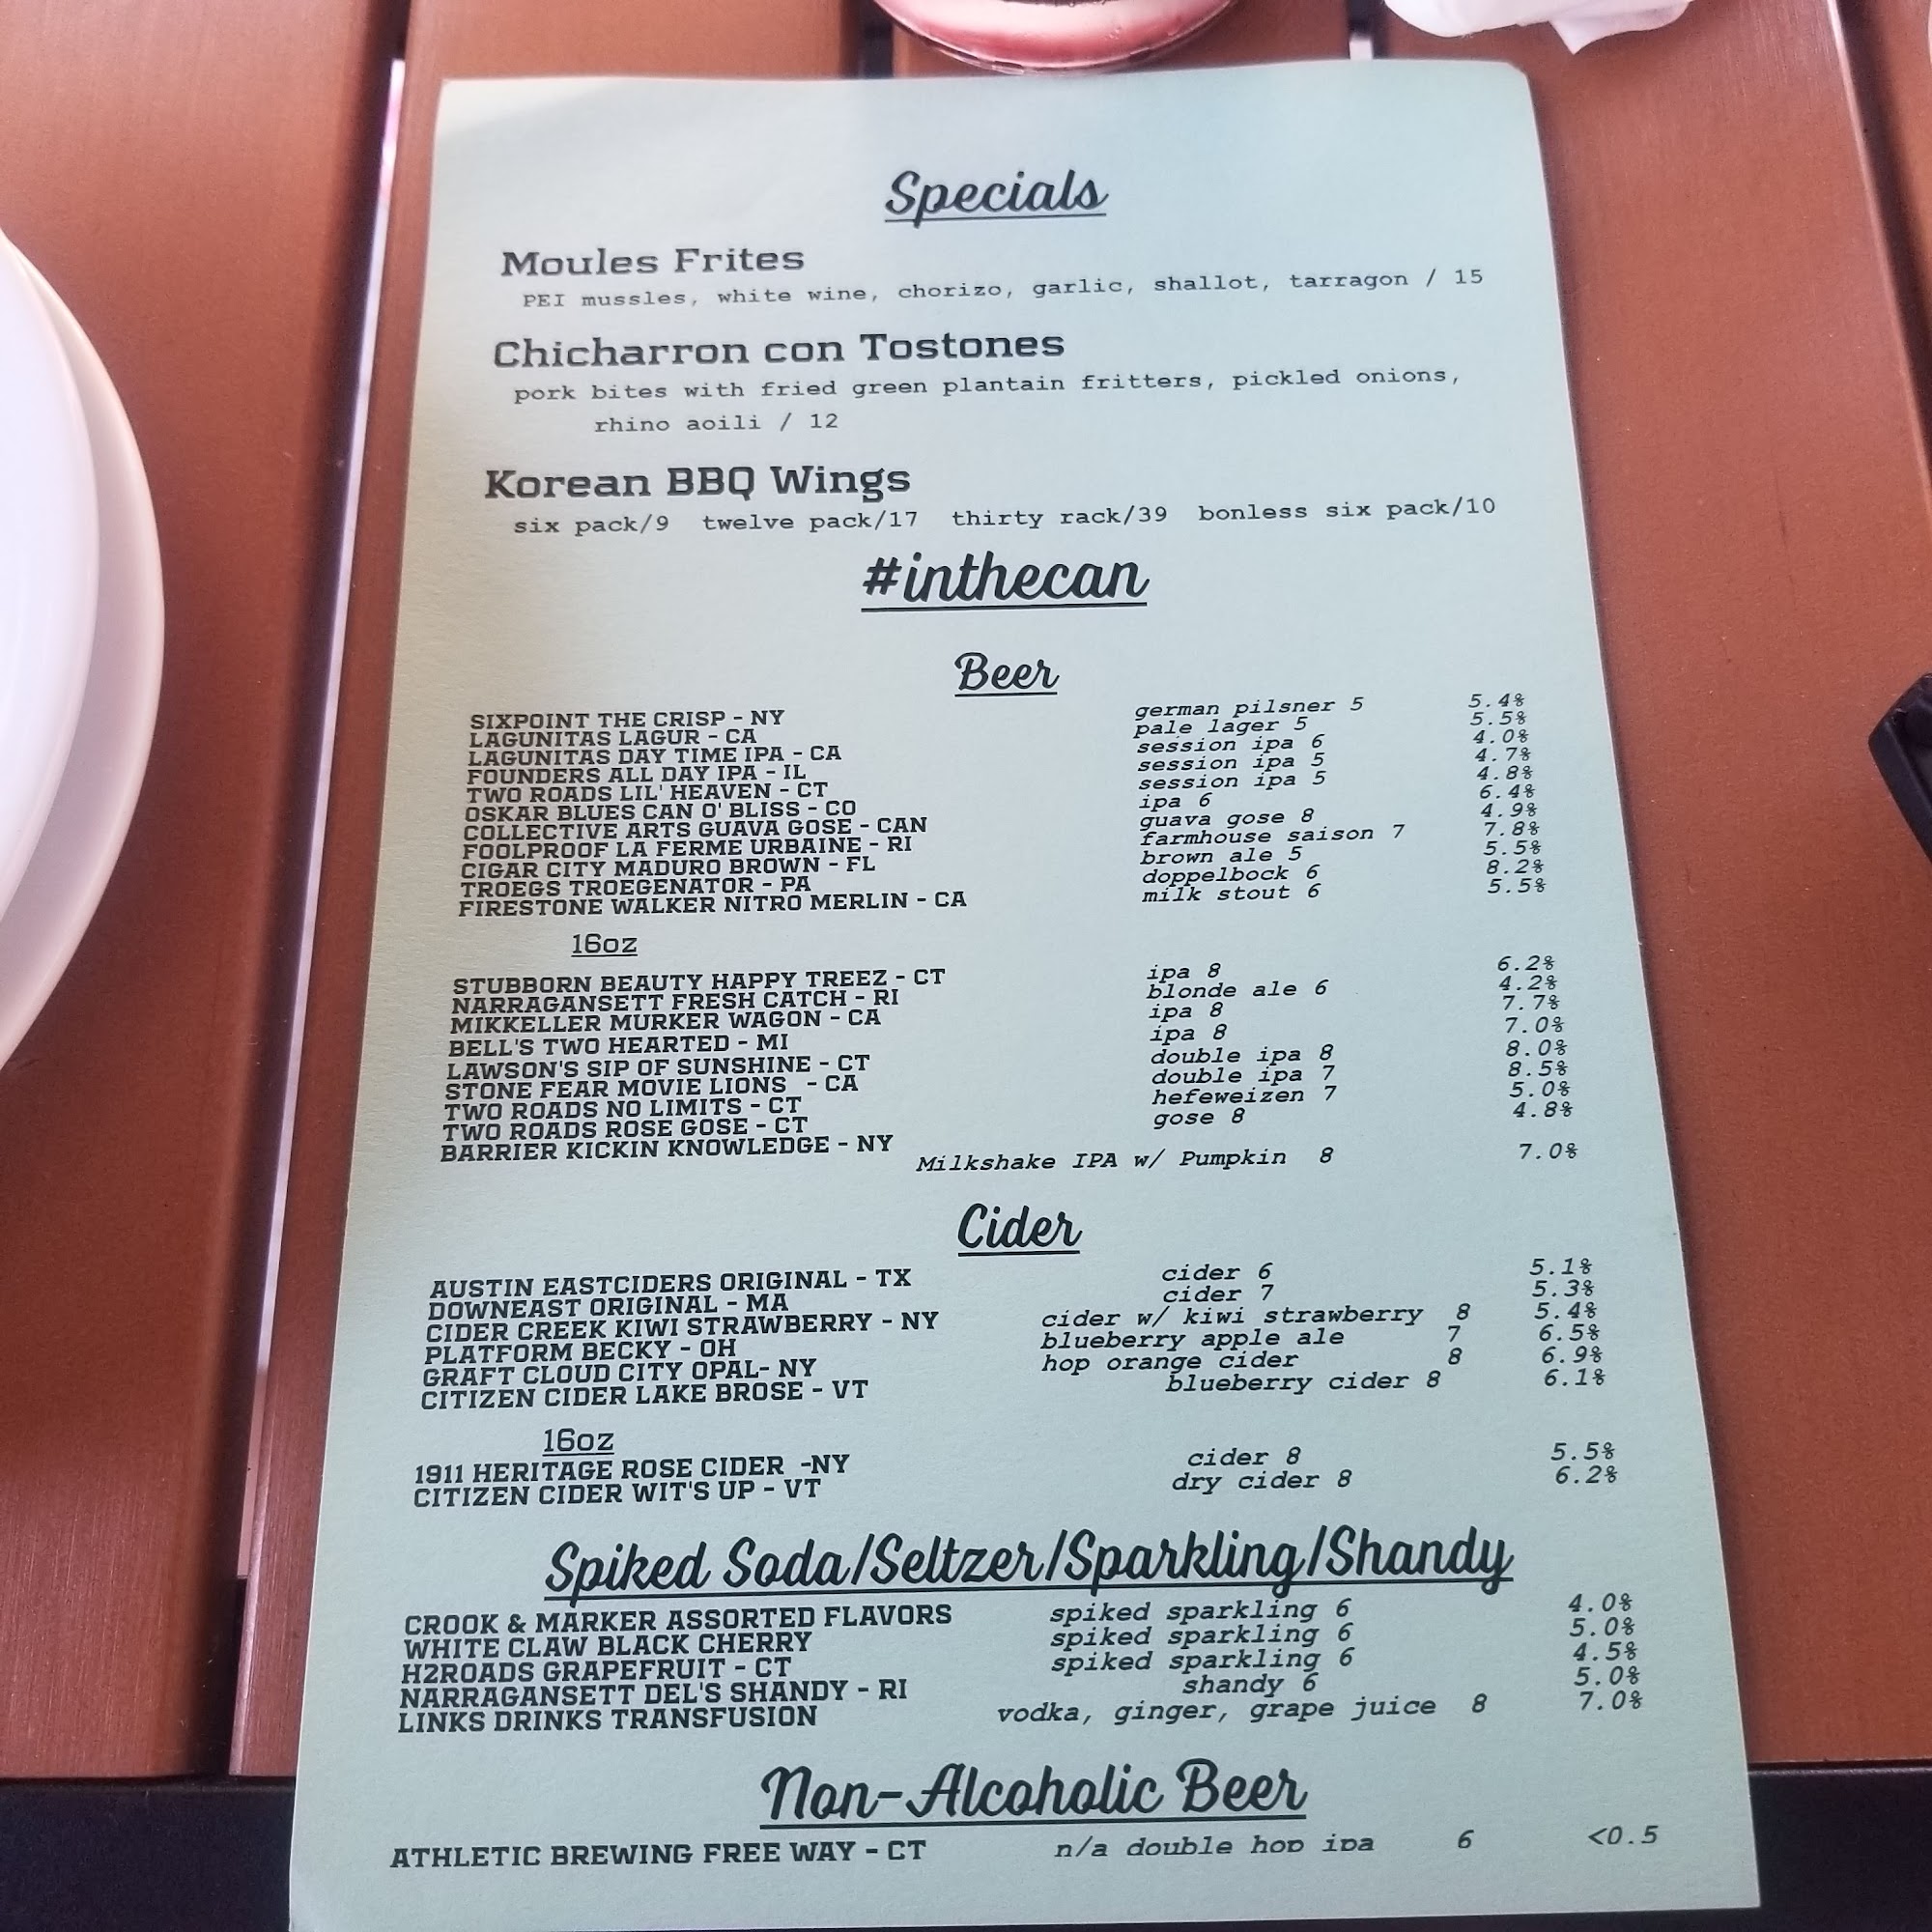 Specials
Moules Frites
PEI mussles, white wine, chorizo, garlic, shallot, tarragon / 15
Chicharron con Tostones
pork bites with fried green plantain fritters, pickled onions,
rhino aoili / 12
Korean BBQ Wings
six pack/9 twelve pack/17 thirty rack/39 bonless six pack/10
#inthecan
Beer
SIXPOINT THE CRISP - NY german pilsner 5 5.4%
LAGUNITAS LAGUR - CA pale lager 5 5.5%
LAGUNITAS DAY TIME IPA - CA session ipa 6 4.0%
FOUNDERS ALL DAY IPA - IL session ipa 5 4.7%
TWO ROADS LIL' HEAVEN - CT session ipa 5 4.8%
OSKAR BLUES CAN O' BLISS - CO ipa 6 6.4%
COLLECTIVE ARTS GUAVA GOSE - CAN guava gose 8 4.9%
FOOLPROOF LA FERME URBAINE - RI farmhouse saison 7 7.8%
CIGAR CITY MADURO BROWN - FL brown ale 5 5.5%
TROEGS TROEGENATOR - PA doppelbock 6 8.2%
FIRESTONE WALKER NITRO MERLIN - CA milk stout 6 5.5%
16oz
STUBBORN BEAUTY HAPPY TREEZ - CT ipa 8 6.2%
NARRAGANSETT FRESH CATCH - RI blonde ale 6 4.2%
MIKKELLER MURKER WAGON - CA ipa 8 7.7%
BELL'S TWO HEARTED - MI ipa 8 7.0%
LAWSON'S SIP OF SUNSHINE - CT double ipa 8 8.0%
STONE FEAR MOVIE LIONS - CA double ipa 7 8.5%
TWO ROADS NO LIMITS - CT hefeweizen 7 5.0%
TWO ROADS ROSE GOSE - CT gose 8 4.8%
BARRIER KICKIN KNOWLEDGE - NY Milkshake IPA w/ Pumpkin 8 7.0%
Cider
AUSTIN EASTCIDERS ORIGINAL - TX cider 6 5.1%
DOWNEAST ORIGINAL - MA cider 7 5.3%
CIDER CREEK KIWI STRAWBERRY - NY cider w/ kiwi strawberry 8 5.4%
PLATFORM BECKY - OH blueberry apple ale 7 6.5%
GRAFT CLOUD CITY OPAL- NY hop orange cider 8 6.9%
CITIZEN CIDER LAKE BROSE - VT blueberry cider 8 6.1%
16oz
1911 HERITAGE ROSE CIDER -NY cider 8 5.5%
CITIZEN CIDER WIT'S UP - VT dry cider 8 6.2%
Spiked Soda/Seltzer/Sparkling/Shandy
CROOK & MARKER ASSORTED FLAVORS spiked sparkling 6 4.0%
WHITE CLAW BLACK CHERRY spiked sparkling 6 5.0%
H2ROADS GRAPEFRUIT - CT spiked sparkling 6 4.5%
NARRAGANSETT DEL'S SHANDY - RI shandy 6 5.0%
LINKS DRINKS TRANSFUSION vodka, ginger, grape juice 8 7.0%
Non-Alcoholic Beer
ATHLETIC BREWING FREE WAY - CT n/a double hop ipa 6 <0.5